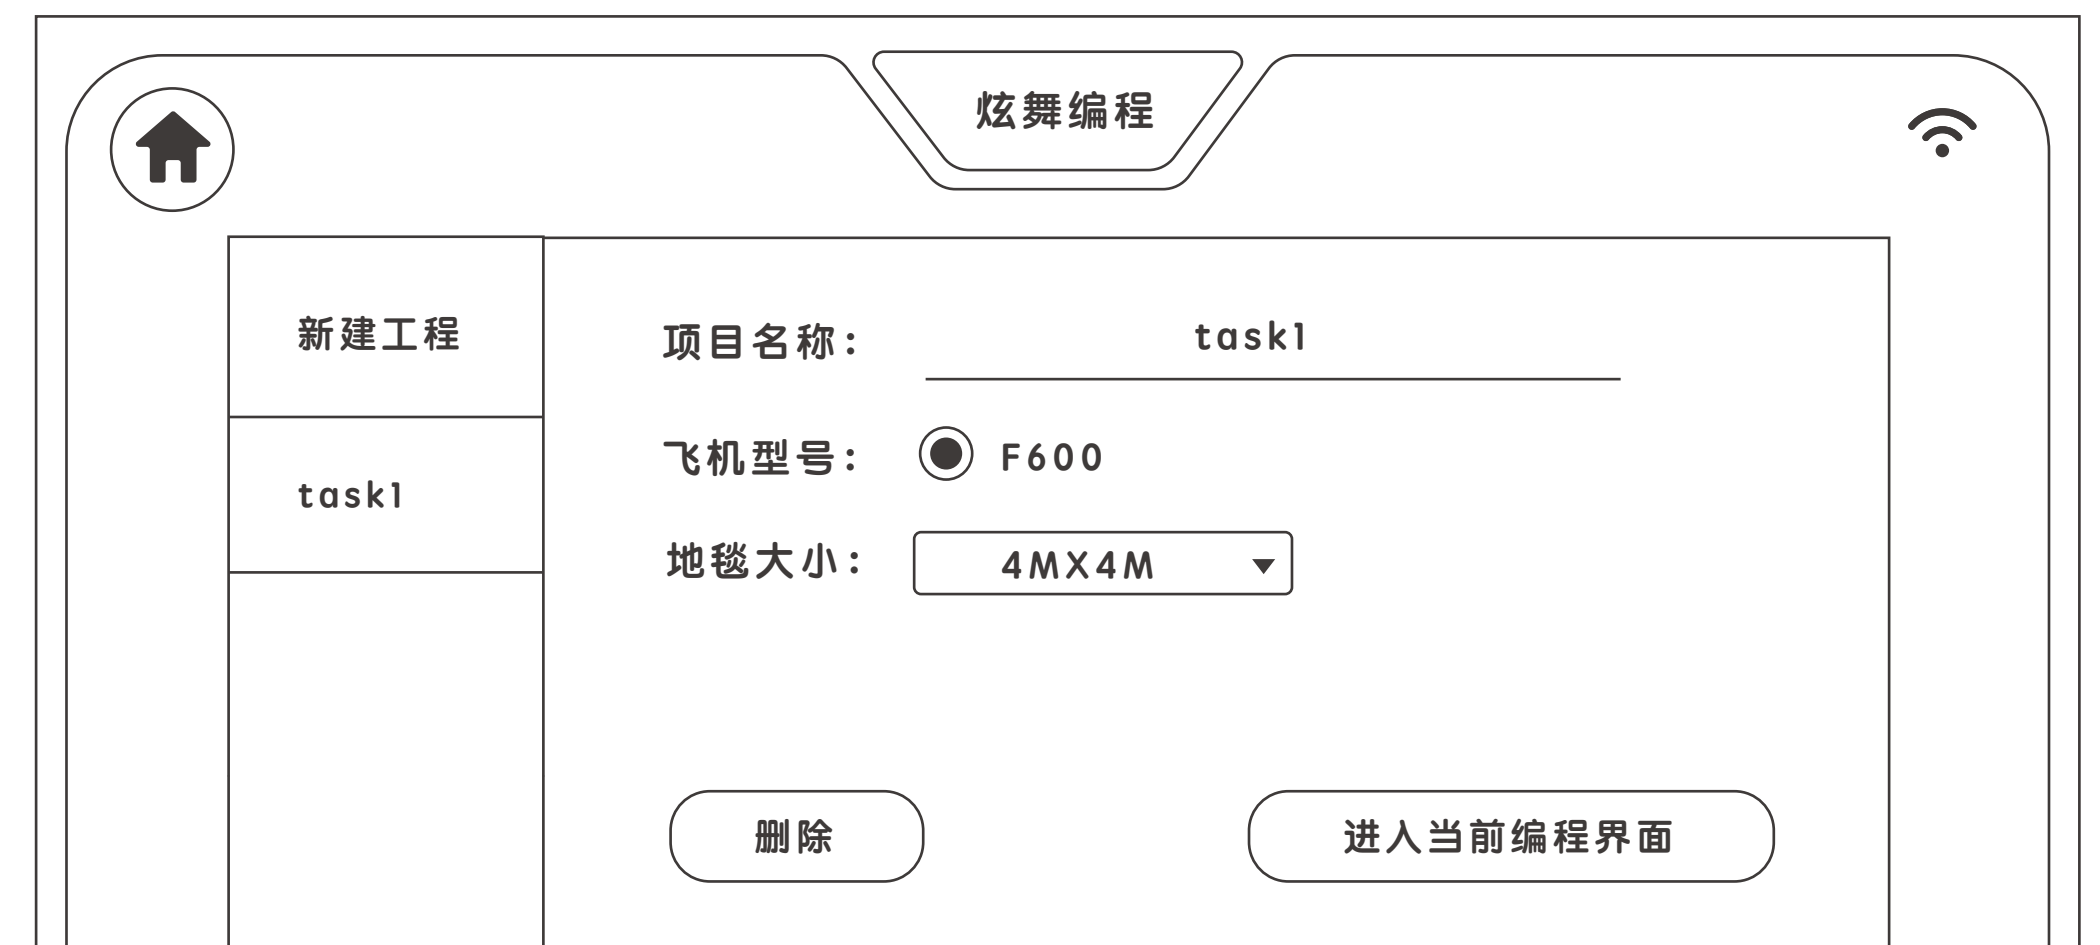 炫舞编程
新建工程
task1
项目名称：
task1
飞机型号：
F600
地毯大小：
4MX4M
删除
进入当前编程界面